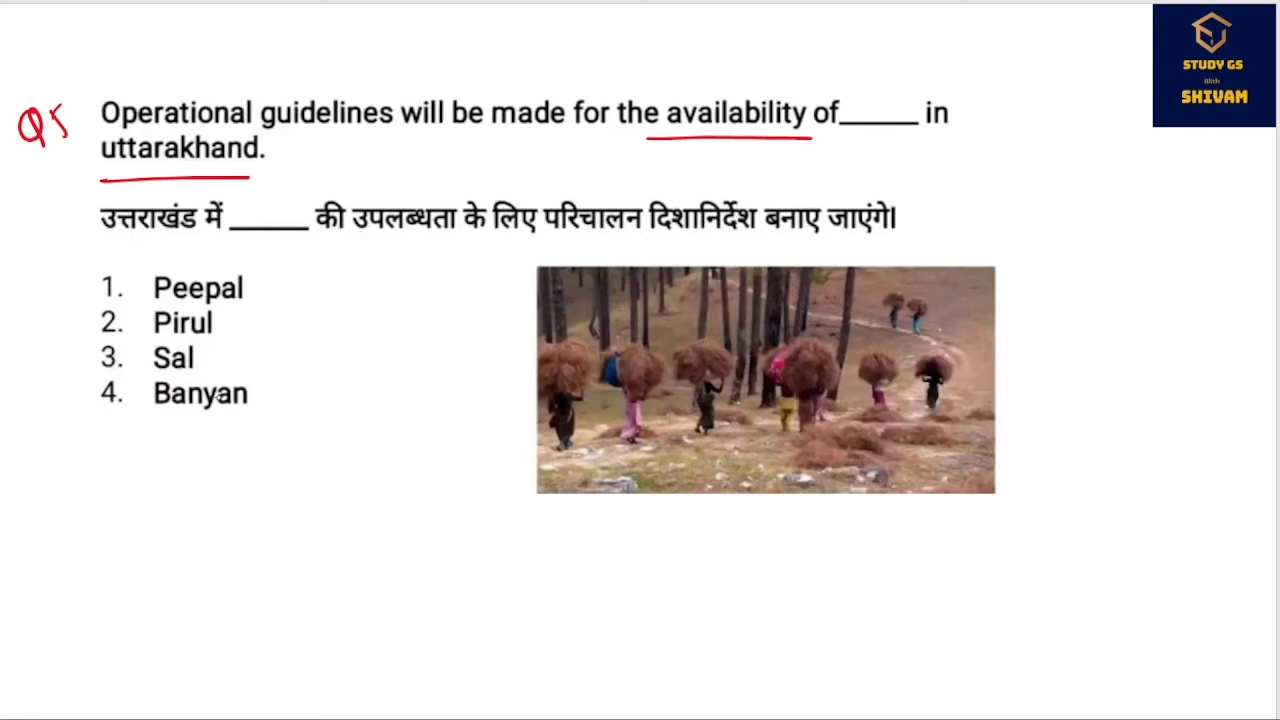 STUDY GS
With
SHIVAM
Q5
Operational guidelines will be made for the availability of______ in
uttarakhand.
उत्तराखंड में ______ की उपलब्धता के लिए परिचालन दिशानिर्देश बनाए जाएंगे।
1. Peepal
2. Pirul
3. Sal
4. Banyan